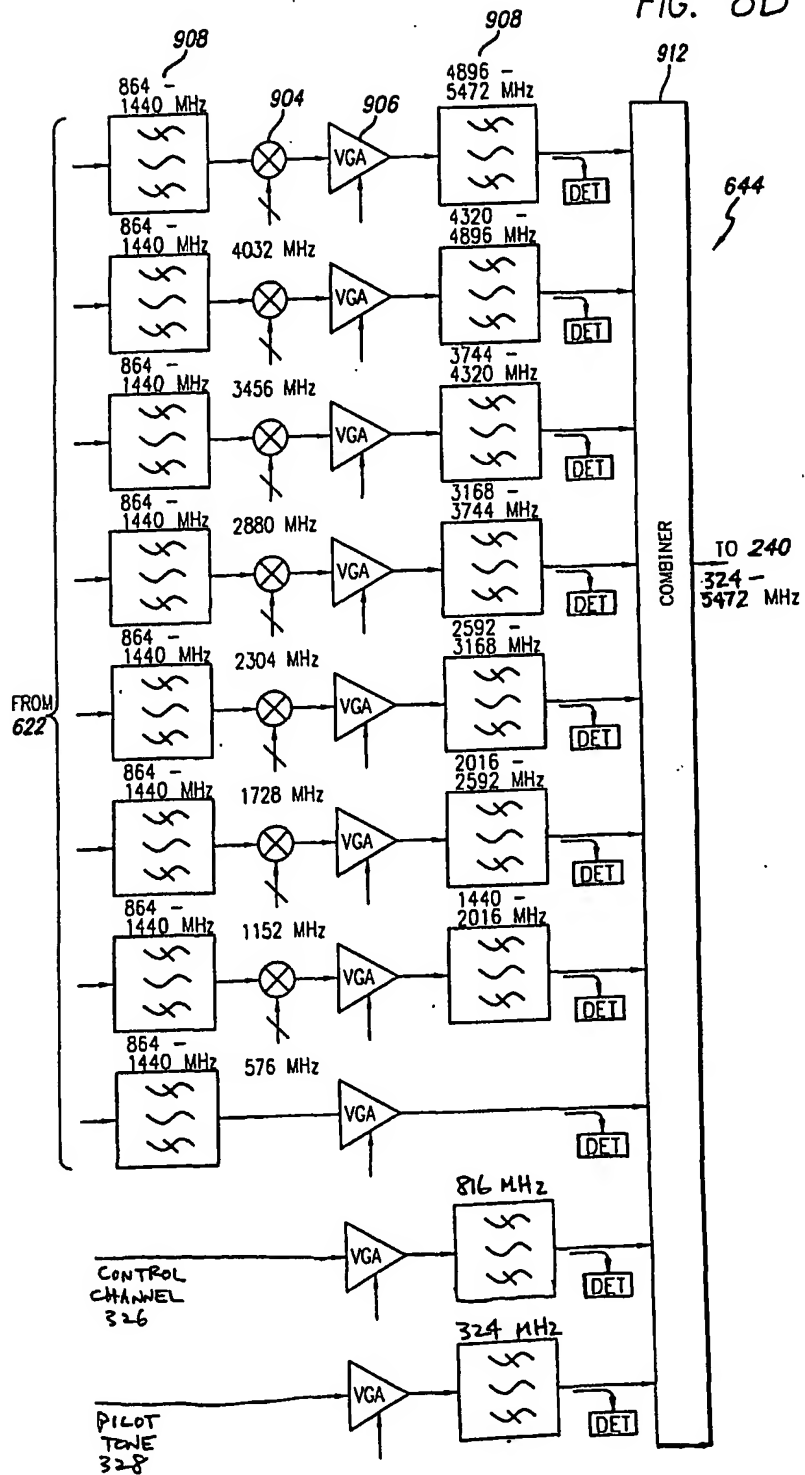 FIG. 8D
908
908
912
864 -
1440 MHz
904
906
4896 -
5472 MHz
VGA
DET
644
864 -
1440 MHz
4032 MHz
VGA
4320 -
4896 MHz
DET
864 -
1440 MHz
3456 MHz
VGA
3744 -
4320 MHz
DET
864 -
1440 MHz
2880 MHz
VGA
3168 -
3744 MHz
DET
COMBINER
TO 240
324 -
5472 MHz
864 -
1440 MHz
2304 MHz
VGA
2592 -
3168 MHz
DET
FROM
622
864 -
1440 MHz
1728 MHz
VGA
2016 -
2592 MHz
DET
864 -
1440 MHz
1152 MHz
VGA
1440 -
2016 MHz
DET
864 -
1440 MHz
576 MHz
VGA
DET
CONTROL
CHANNEL
326
VGA
816 MHz
DET
PILOT
TONE
328
VGA
324 MHz
DET